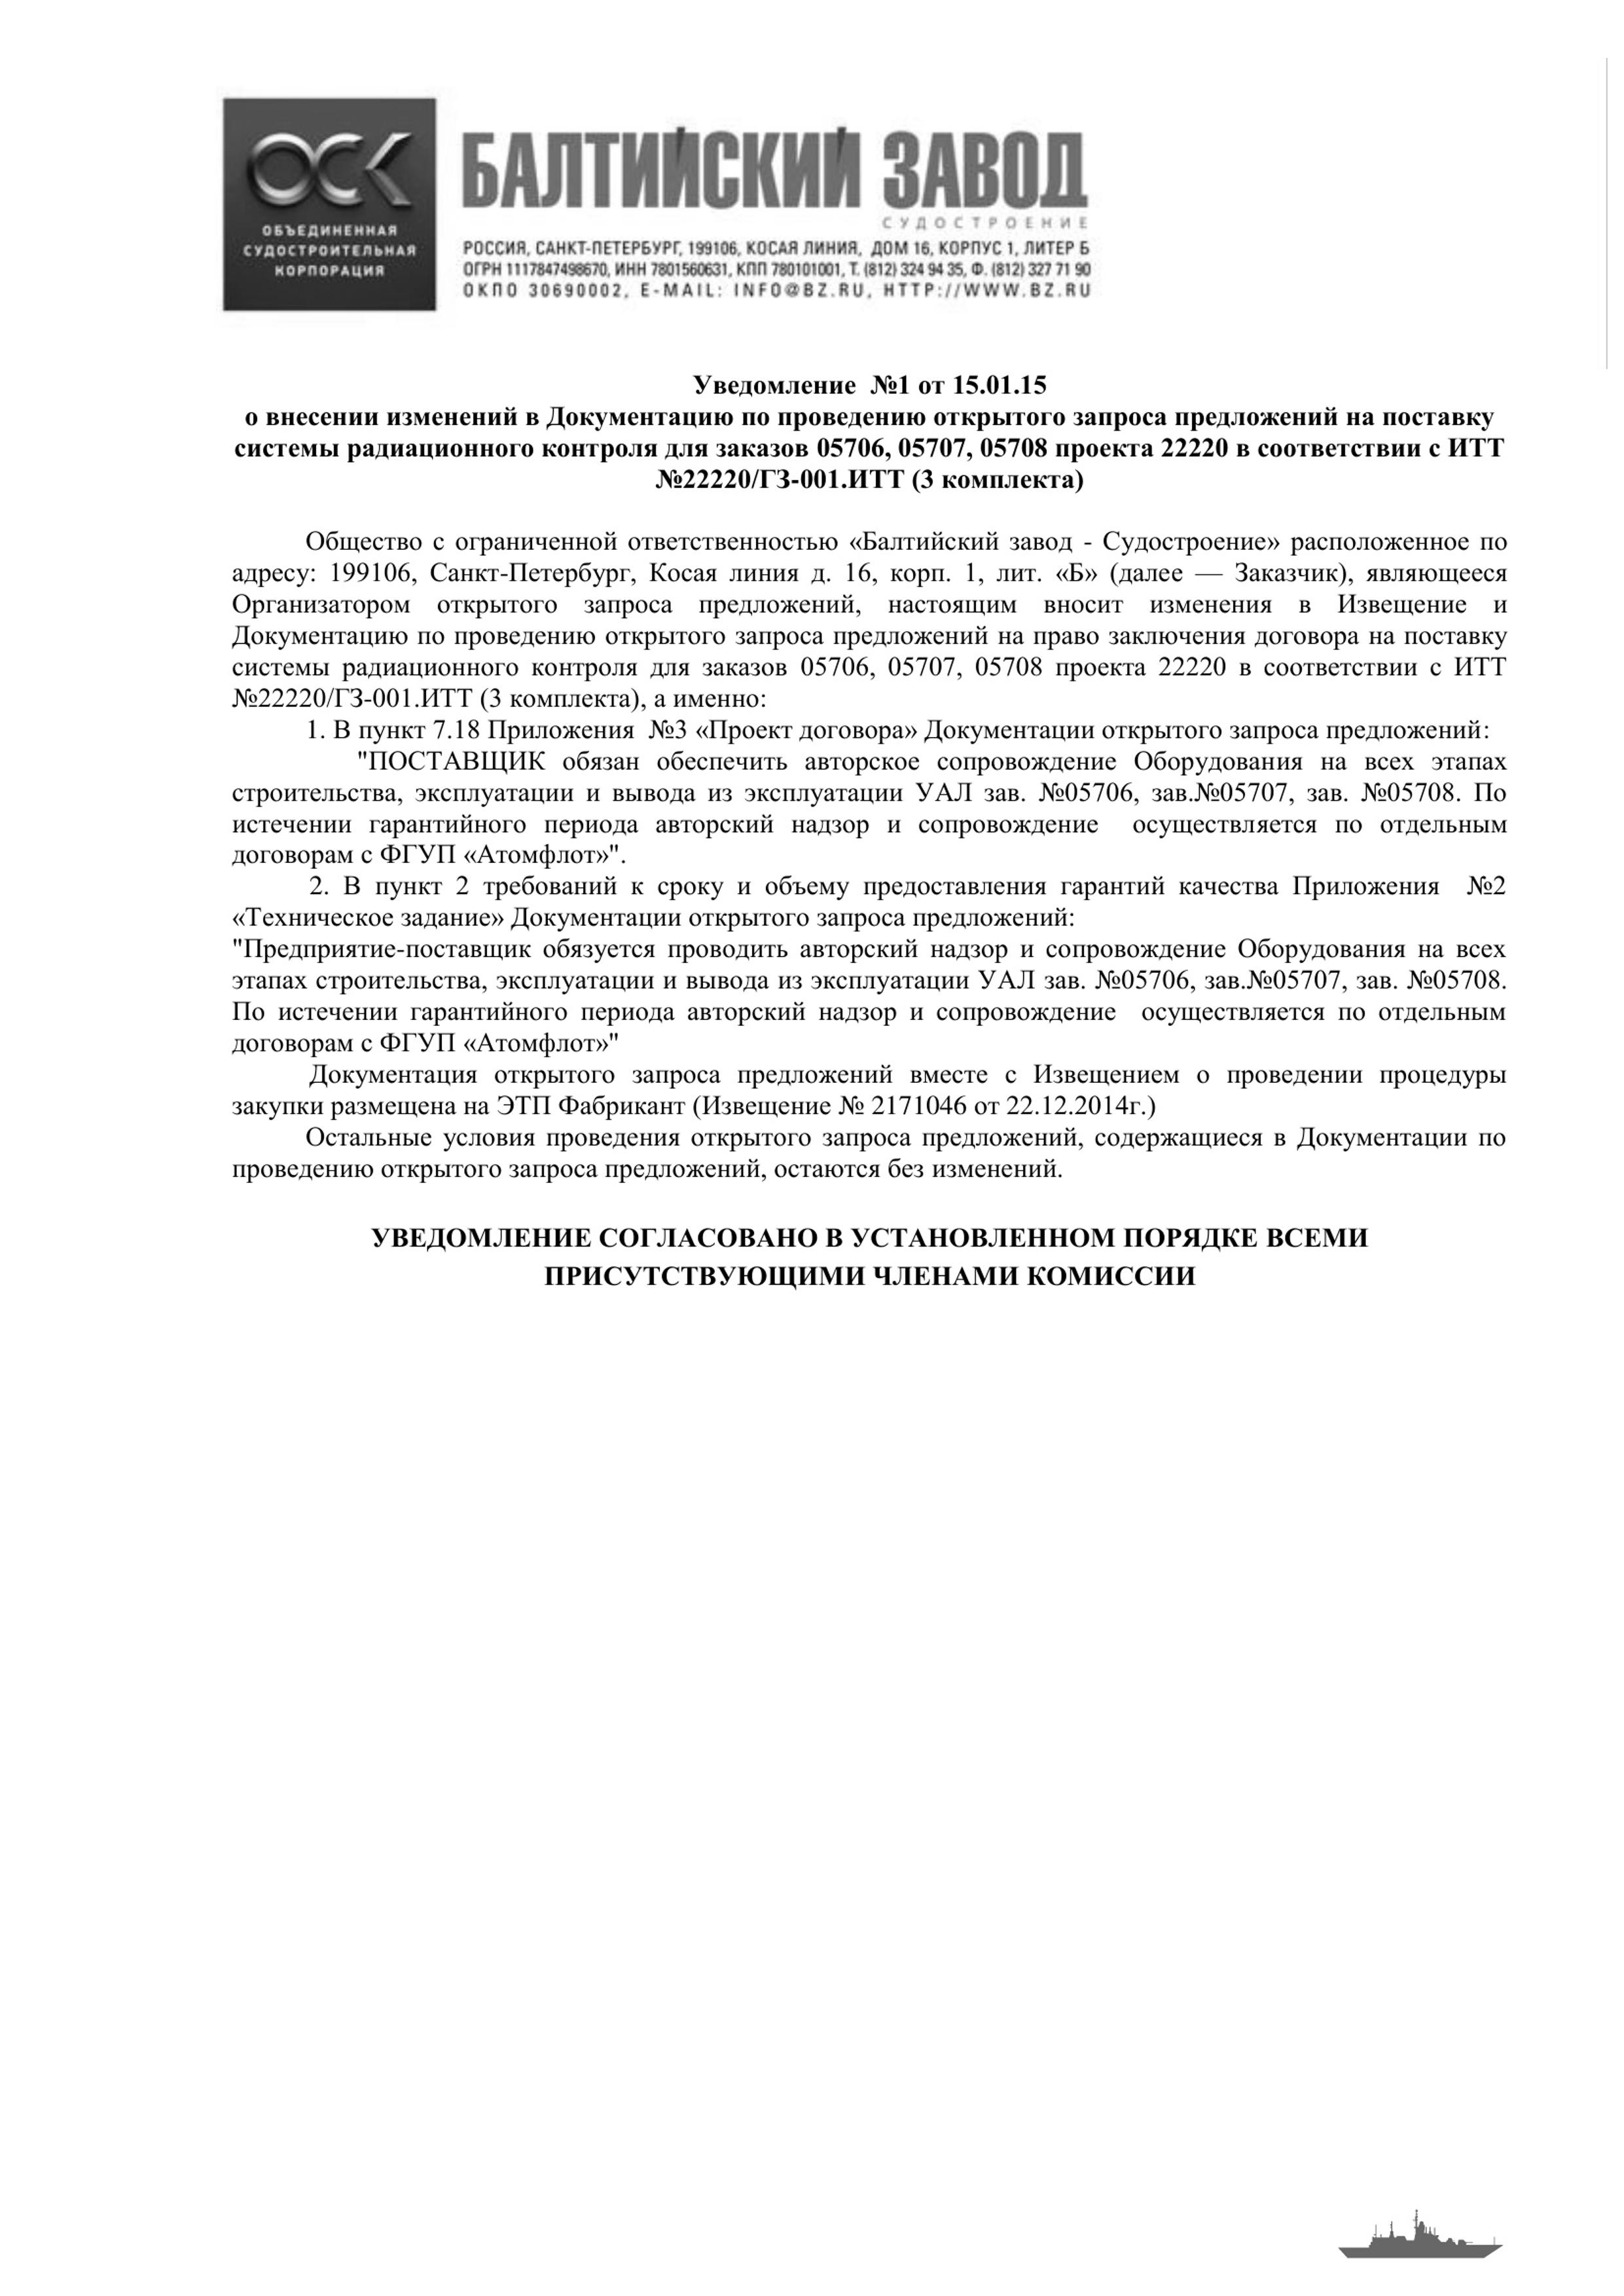 ОСК
ОБЪЕДИНЕННАЯ
СУДОСТРОИТЕЛЬНАЯ
КОРПОРАЦИЯ
БАЛТИЙСКИЙ ЗАВОД
СУДОСТРОЕНИЕ
РОССИЯ, САНКТ-ПЕТЕРБУРГ, 199106, КОСАЯ ЛИНИЯ, ДОМ 16, КОРПУС 1, ЛИТЕР Б
ОГРН 1117847498670, ИНН 7801560631, КПП 780101001, Т. (812) 324 94 35, Ф. (812) 327 71 90
ОКПО 30690002, E-MAIL: INFO@BZ.RU, HTTP://WWW.BZ.RU
Уведомление №1 от 15.01.15
о внесении изменений в Документацию по проведению открытого запроса предложений на поставку
системы радиационного контроля для заказов 05706, 05707, 05708 проекта 22220 в соответствии с ИТТ
№22220/ГЗ-001.ИТТ (3 комплекта)
Общество с ограниченной ответственностью «Балтийский завод - Судостроение» расположенное по
адресу: 199106, Санкт-Петербург, Косая линия д. 16, корп. 1, лит. «Б» (далее — Заказчик), являющееся
Организатором открытого запроса предложений, настоящим вносит изменения в Извещение и
Документацию по проведению открытого запроса предложений на право заключения договора на поставку
системы радиационного контроля для заказов 05706, 05707, 05708 проекта 22220 в соответствии с ИТТ
№22220/ГЗ-001.ИТТ (3 комплекта), а именно:
1. В пункт 7.18 Приложения №3 «Проект договора» Документации открытого запроса предложений:
"ПОСТАВЩИК обязан обеспечить авторское сопровождение Оборудования на всех этапах
строительства, эксплуатации и вывода из эксплуатации УАЛ зав. №05706, зав.№05707, зав. №05708. По
истечении гарантийного периода авторский надзор и сопровождение осуществляется по отдельным
договорам с ФГУП «Атомфлот»".
2. В пункт 2 требований к сроку и объему предоставления гарантий качества Приложения №2
«Техническое задание» Документации открытого запроса предложений:
"Предприятие-поставщик обязуется проводить авторский надзор и сопровождение Оборудования на всех
этапах строительства, эксплуатации и вывода из эксплуатации УАЛ зав. №05706, зав.№05707, зав. №05708.
По истечении гарантийного периода авторский надзор и сопровождение осуществляется по отдельным
договорам с ФГУП «Атомфлот»"
Документация открытого запроса предложений вместе с Извещением о проведении процедуры
закупки размещена на ЭТП Фабрикант (Извещение № 2171046 от 22.12.2014г.)
Остальные условия проведения открытого запроса предложений, содержащиеся в Документации по
проведению открытого запроса предложений, остаются без изменений.
УВЕДОМЛЕНИЕ СОГЛАСОВАНО В УСТАНОВЛЕННОМ ПОРЯДКЕ ВСЕМИ
ПРИСУТСТВУЮЩИМИ ЧЛЕНАМИ КОМИССИИ